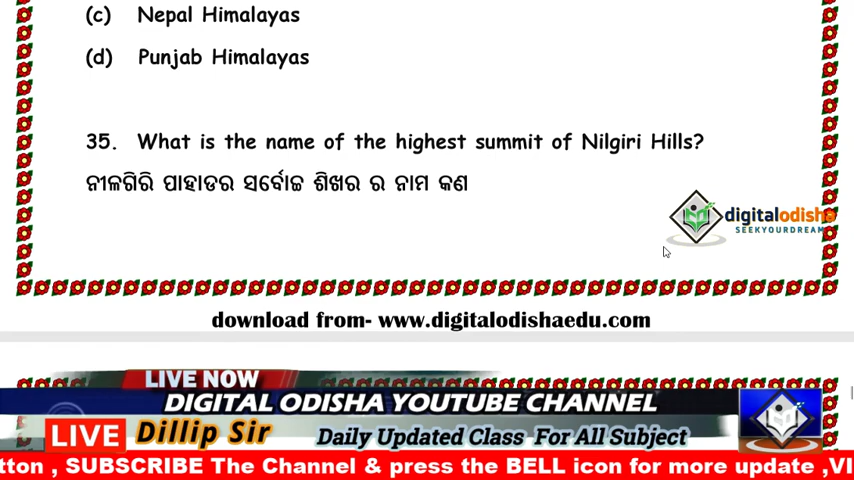 (c) Nepal Himalayas
(d) Punjab Himalayas
35. What is the name of the highest summit of Nilgiri Hills?
ନୀଳଗିରି ପାହାଡର ସର୍ବୋଚ୍ଚ ଶିଖର ର ନାମ କଣ
digitalodisha
SEEKYOURDREAM
download from- www.digitalodishaedu.com
LIVE NOW
DIGITAL ODISHA YOUTUBE CHANNEL
LIVE Dillip Sir Daily Updated Class For All Subject
tton , SUBSCRIBE The Channel & press the BELL icon for more update ,VI